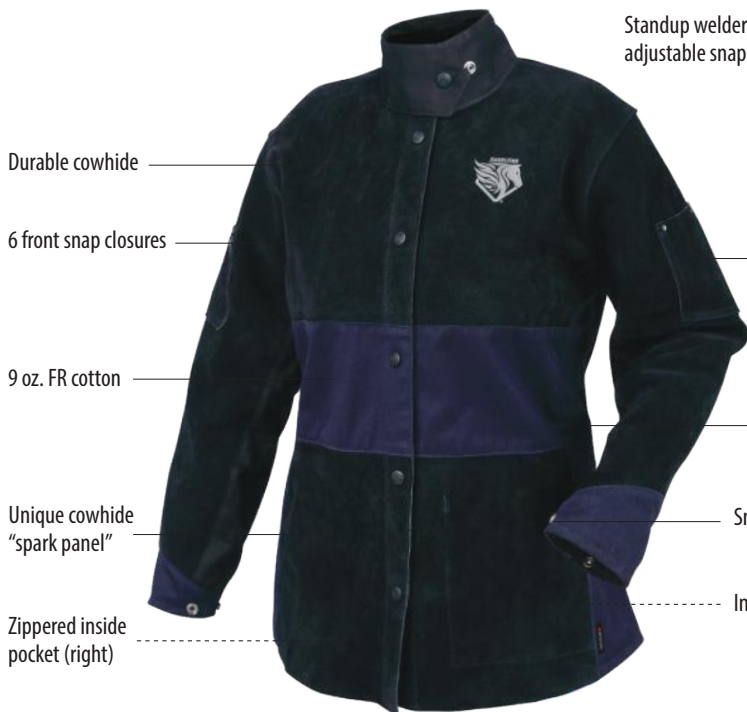 Standup welder
adjustable snap
Durable cowhide
6 front snap closures
9 oz. FR cotton
Unique cowhide
“spark panel”
Zippered inside
pocket (right)